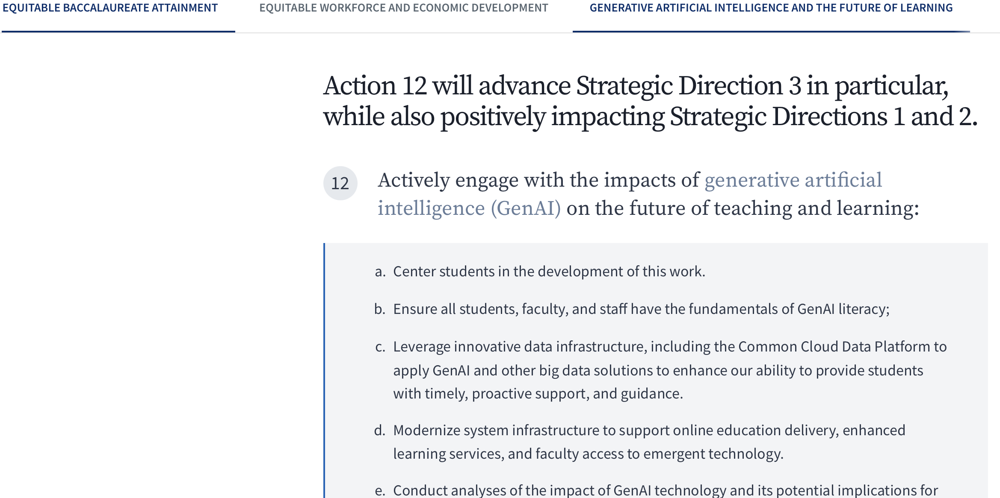 EQUITABLE BACCALAUREATE ATTAINMENT
EQUITABLE WORKFORCE AND ECONOMIC DEVELOPMENT
GENERATIVE ARTIFICIAL INTELLIGENCE AND THE FUTURE OF LEARNING
Action 12 will advance Strategic Direction 3 in particular,
while also positively impacting Strategic Directions 1 and 2.
12
Actively engage with the impacts of generative artificial
intelligence (GenAI) on the future of teaching and learning:
a. Center students in the development of this work.
b. Ensure all students, faculty, and staff have the fundamentals of GenAI literacy;
c. Leverage innovative data infrastructure, including the Common Cloud Data Platform to
apply GenAI and other big data solutions to enhance our ability to provide students
with timely, proactive support, and guidance.
d. Modernize system infrastructure to support online education delivery, enhanced
learning services, and faculty access to emergent technology.
e. Conduct analyses of the impact of GenAI technology and its potential implications for